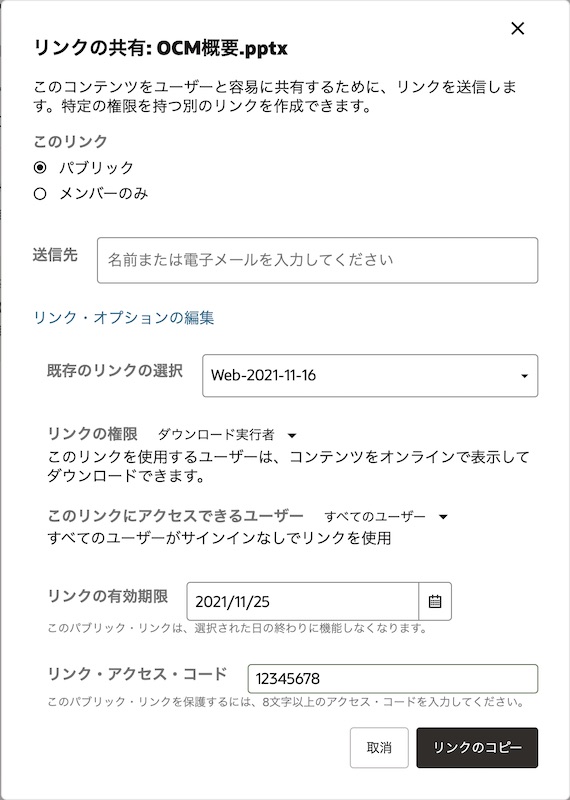 リンクの共有: OCM概要.pptx
このコンテンツをユーザーと容易に共有するために、リンクを送信しま
す。特定の権限を持つ別のリンクを作成できます。
このリンク
パブリック
メンバーのみ
送信先 名前または電子メールを入力してください
リンク・オプションの編集
既存のリンクの選択 Web-2021-11-16
リンクの権限 ダウンロード実行者
このリンクを使用するユーザーは、コンテンツをオンラインで表示して
ダウンロードできます。
このリンクにアクセスできるユーザー すべてのユーザー
すべてのユーザーがサインインなしでリンクを使用
リンクの有効期限 2021/11/25
このパブリック・リンクは、選択された日の終わりに機能しなくなります。
リンク・アクセス・コード 12345678
このパブリック・リンクを保護するには、8文字以上のアクセス・コードを入力してください。
取消 リンクのコピー